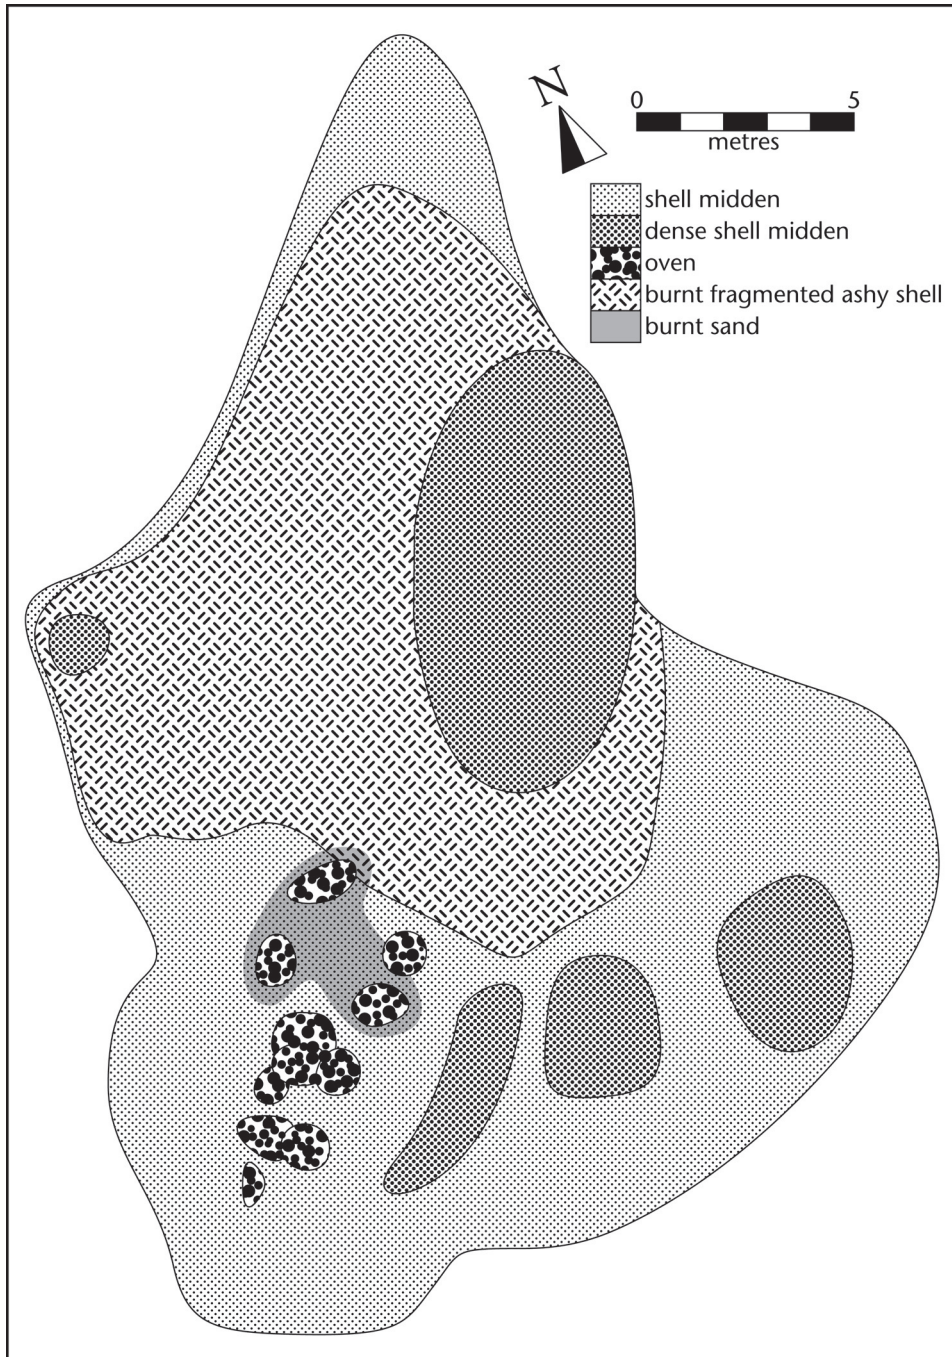 N
0 5
metres
shell midden
dense shell midden
oven
burnt fragmented ashy shell
burnt sand